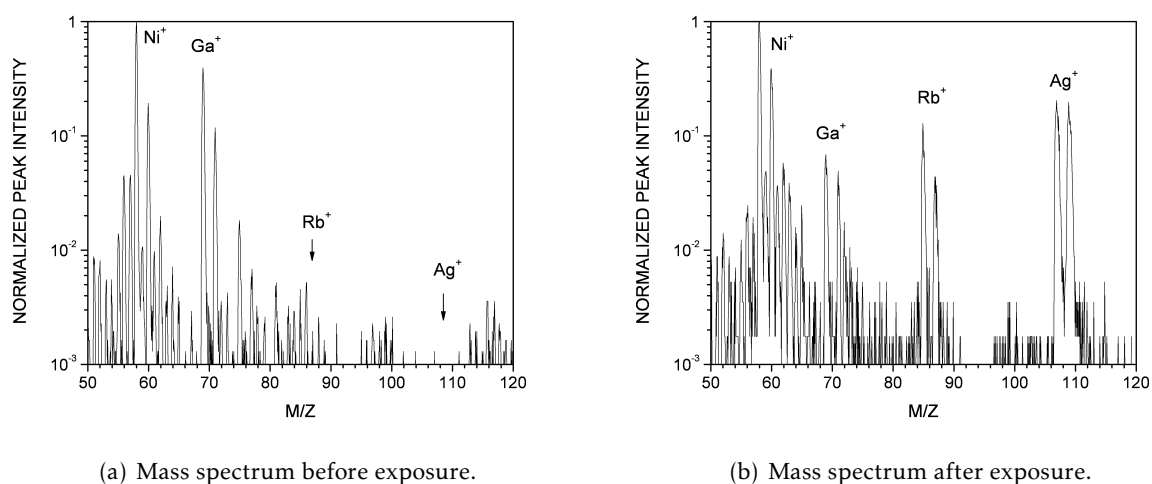 1
Ni⁺
Ga⁺
10⁻¹
Rb⁺
10⁻²
Ag⁺
10⁻³
50 60 70 80 90 100 110 120
M/Z
NORMALIZED PEAK INTENSITY
(a) Mass spectrum before exposure.
1
Ni⁺
Ag⁺
Rb⁺
Ga⁺
10⁻¹
10⁻²
10⁻³
50 60 70 80 90 100 110 120
M/Z
NORMALIZED PEAK INTENSITY
(b) Mass spectrum after exposure.